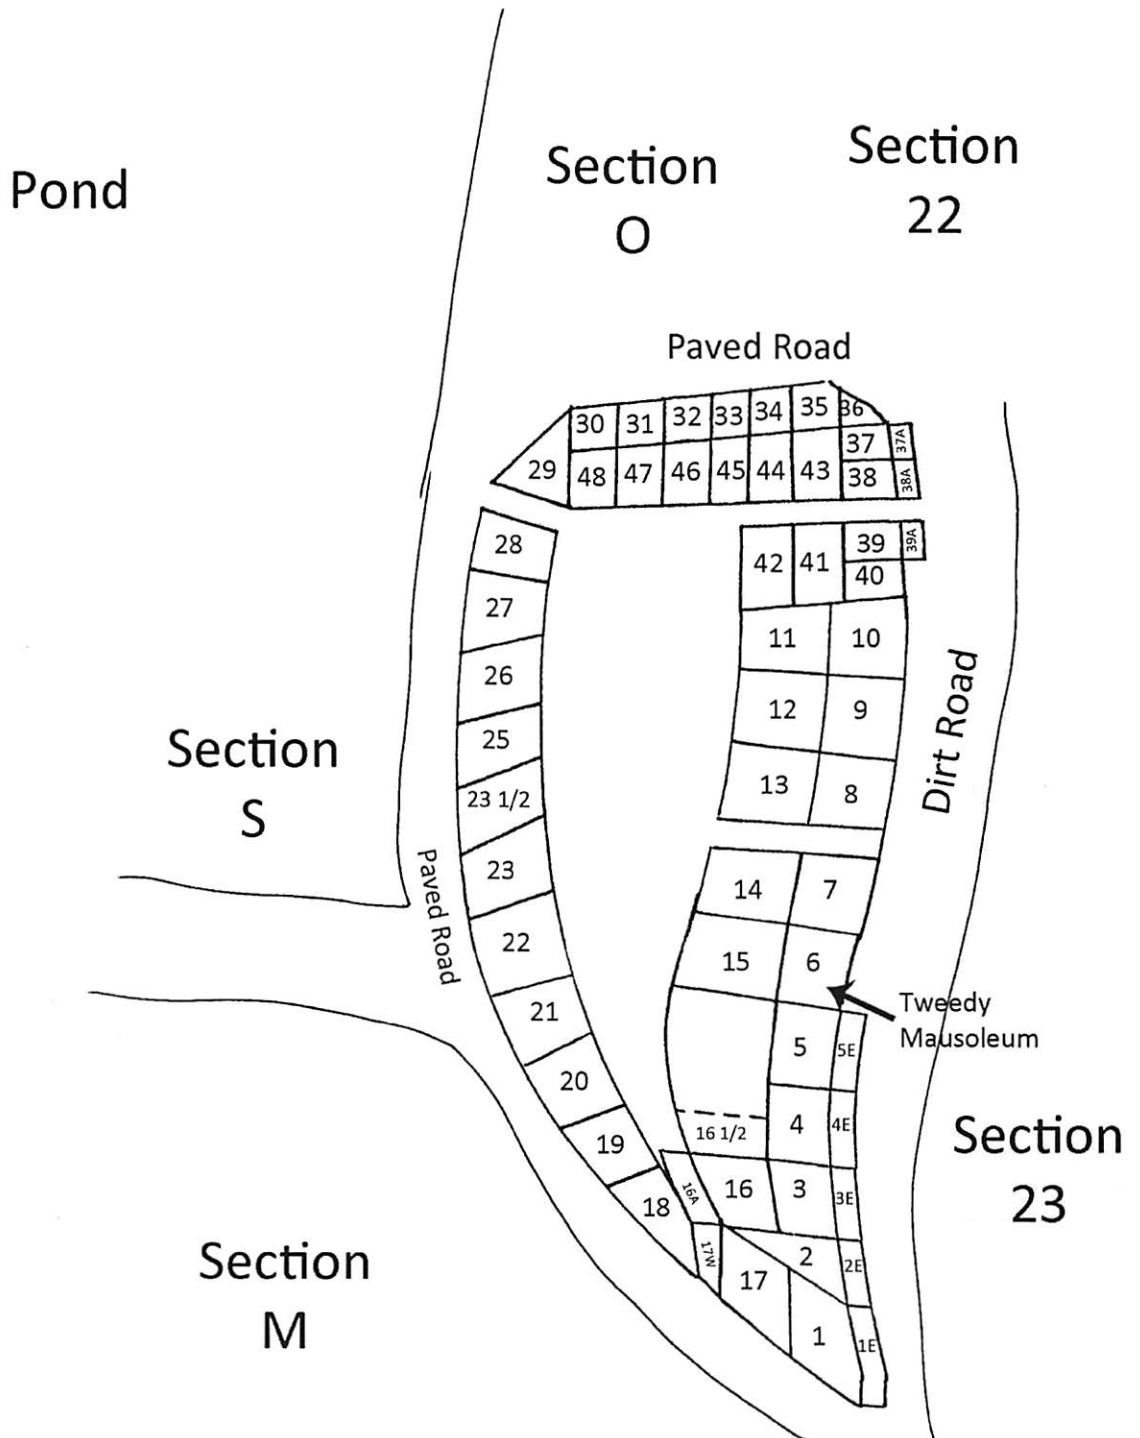 Pond
Section
O
Section
22
Paved Road
30
31
32
33
34
35
36
29
48
47
46
45
44
43
37
37A
38
38A
28
42
41
39
39A
40
27
11
10
26
12
9
25
Section
S
Dirt Road
23 1/2
13
8
23
Paved Road
14
7
22
15
6
Tweedy
Mausoleum
21
5
5E
20
16 1/2
4
4E
19
Section
23
18
16A
16
3
3E
Section
M
17W
17
2
2E
1
1E